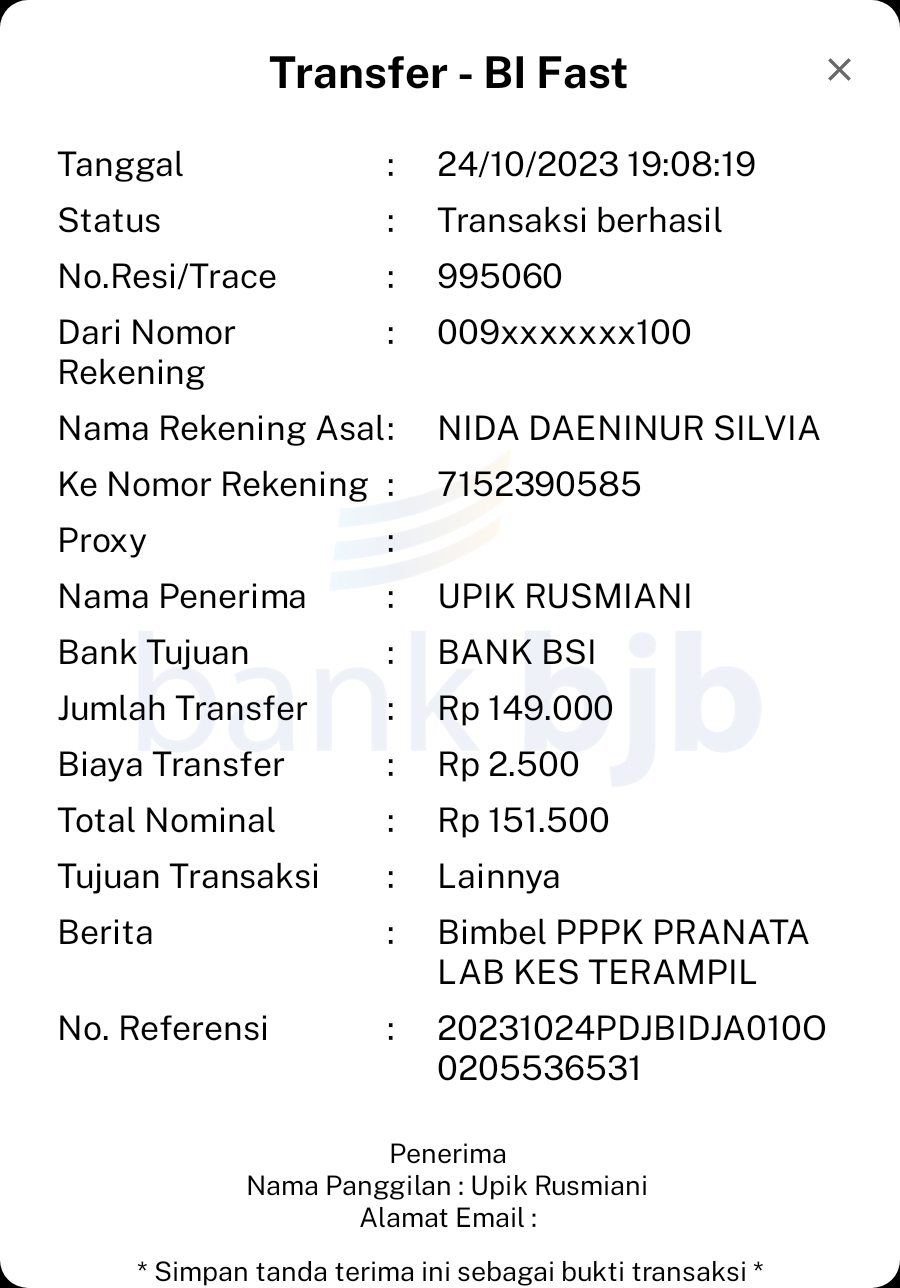 Transfer - BI Fast
Tanggal : 24/10/2023 19:08:19
Status : Transaksi berhasil
No.Resi/Trace : 995060
Dari Nomor : 009xxxxxxx100
Rekening
Nama Rekening Asal: NIDA DAENINUR SILVIA
Ke Nomor Rekening : 7152390585
Proxy :
Nama Penerima : UPIK RUSMIANI
Bank Tujuan : BANK BSI
Jumlah Transfer : Rp 149.000
Biaya Transfer : Rp 2.500
Total Nominal : Rp 151.500
Tujuan Transaksi : Lainnya
Berita : Bimbel PPPK PRANATA
LAB KES TERAMPIL
No. Referensi : 20231024PDJBIDJA010O
0205536531
Penerima
Nama Panggilan : Upik Rusmiani
Alamat Email :
* Simpan tanda terima ini sebagai bukti transaksi *
bank bjb